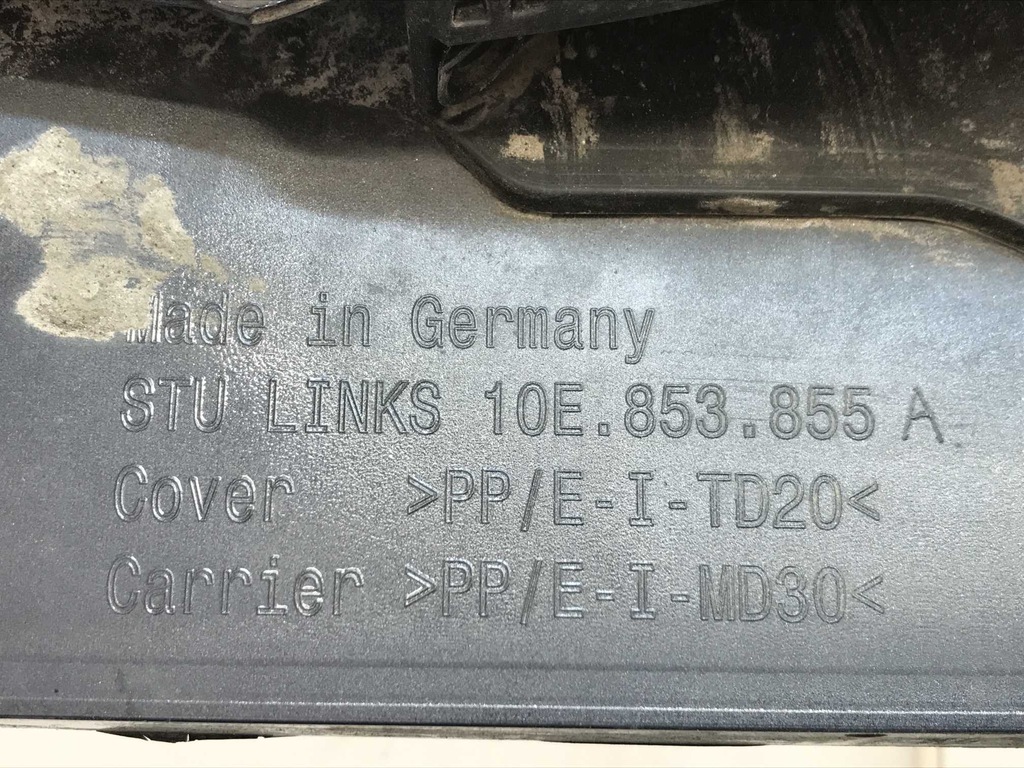 Made in Germany
STU LINKS 10E.853.855 A
Cover >PP/E-I-TD20<
Carrier >PP/E-I-MD30<